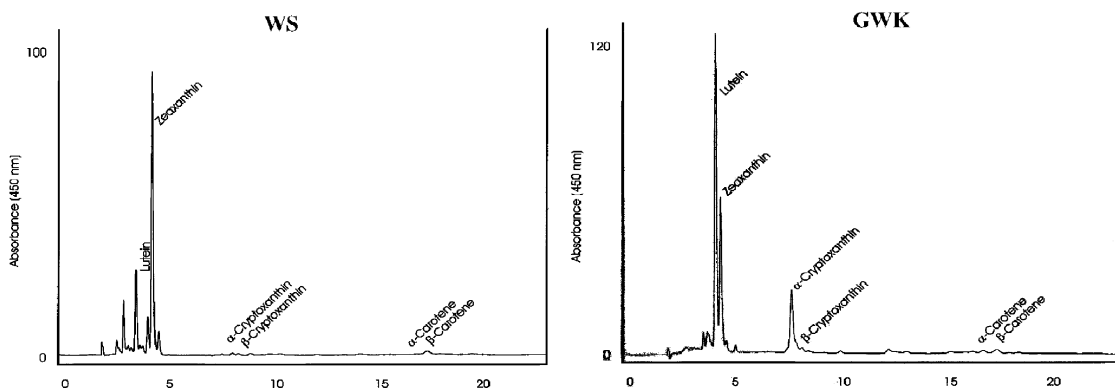 WS
100
Absorbance (450 nm)
0
Lutein
Zeaxanthin
α-Cryptoxanthin
β-Cryptoxanthin
α-Carotene
β-Carotene
0 5 10 15 20
GWK
120
Absorbance (450 nm)
0
Lutein
Zeaxanthin
α-Cryptoxanthin
β-Cryptoxanthin
α-Carotene
β-Carotene
0 5 10 15 20